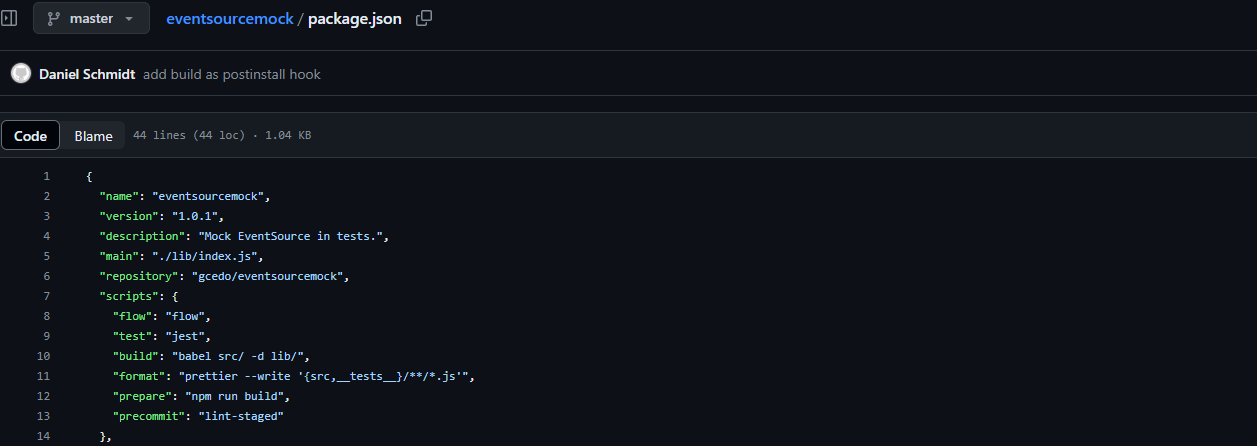 master eventsourcemock / package.json
Daniel Schmidt add build as postinstall hook
Code Blame 44 lines (44 loc) · 1.04 KB
1 {
2 "name": "eventsourcemock",
3 "version": "1.0.1",
4 "description": "Mock EventSource in tests.",
5 "main": "./lib/index.js",
6 "repository": "gcedo/eventsourcemock",
7 "scripts": {
8 "flow": "flow",
9 "test": "jest",
10 "build": "babel src/ -d lib/",
11 "format": "prettier --write '{src,__tests__}/**/*.js'",
12 "prepare": "npm run build",
13 "precommit": "lint-staged"
14 },